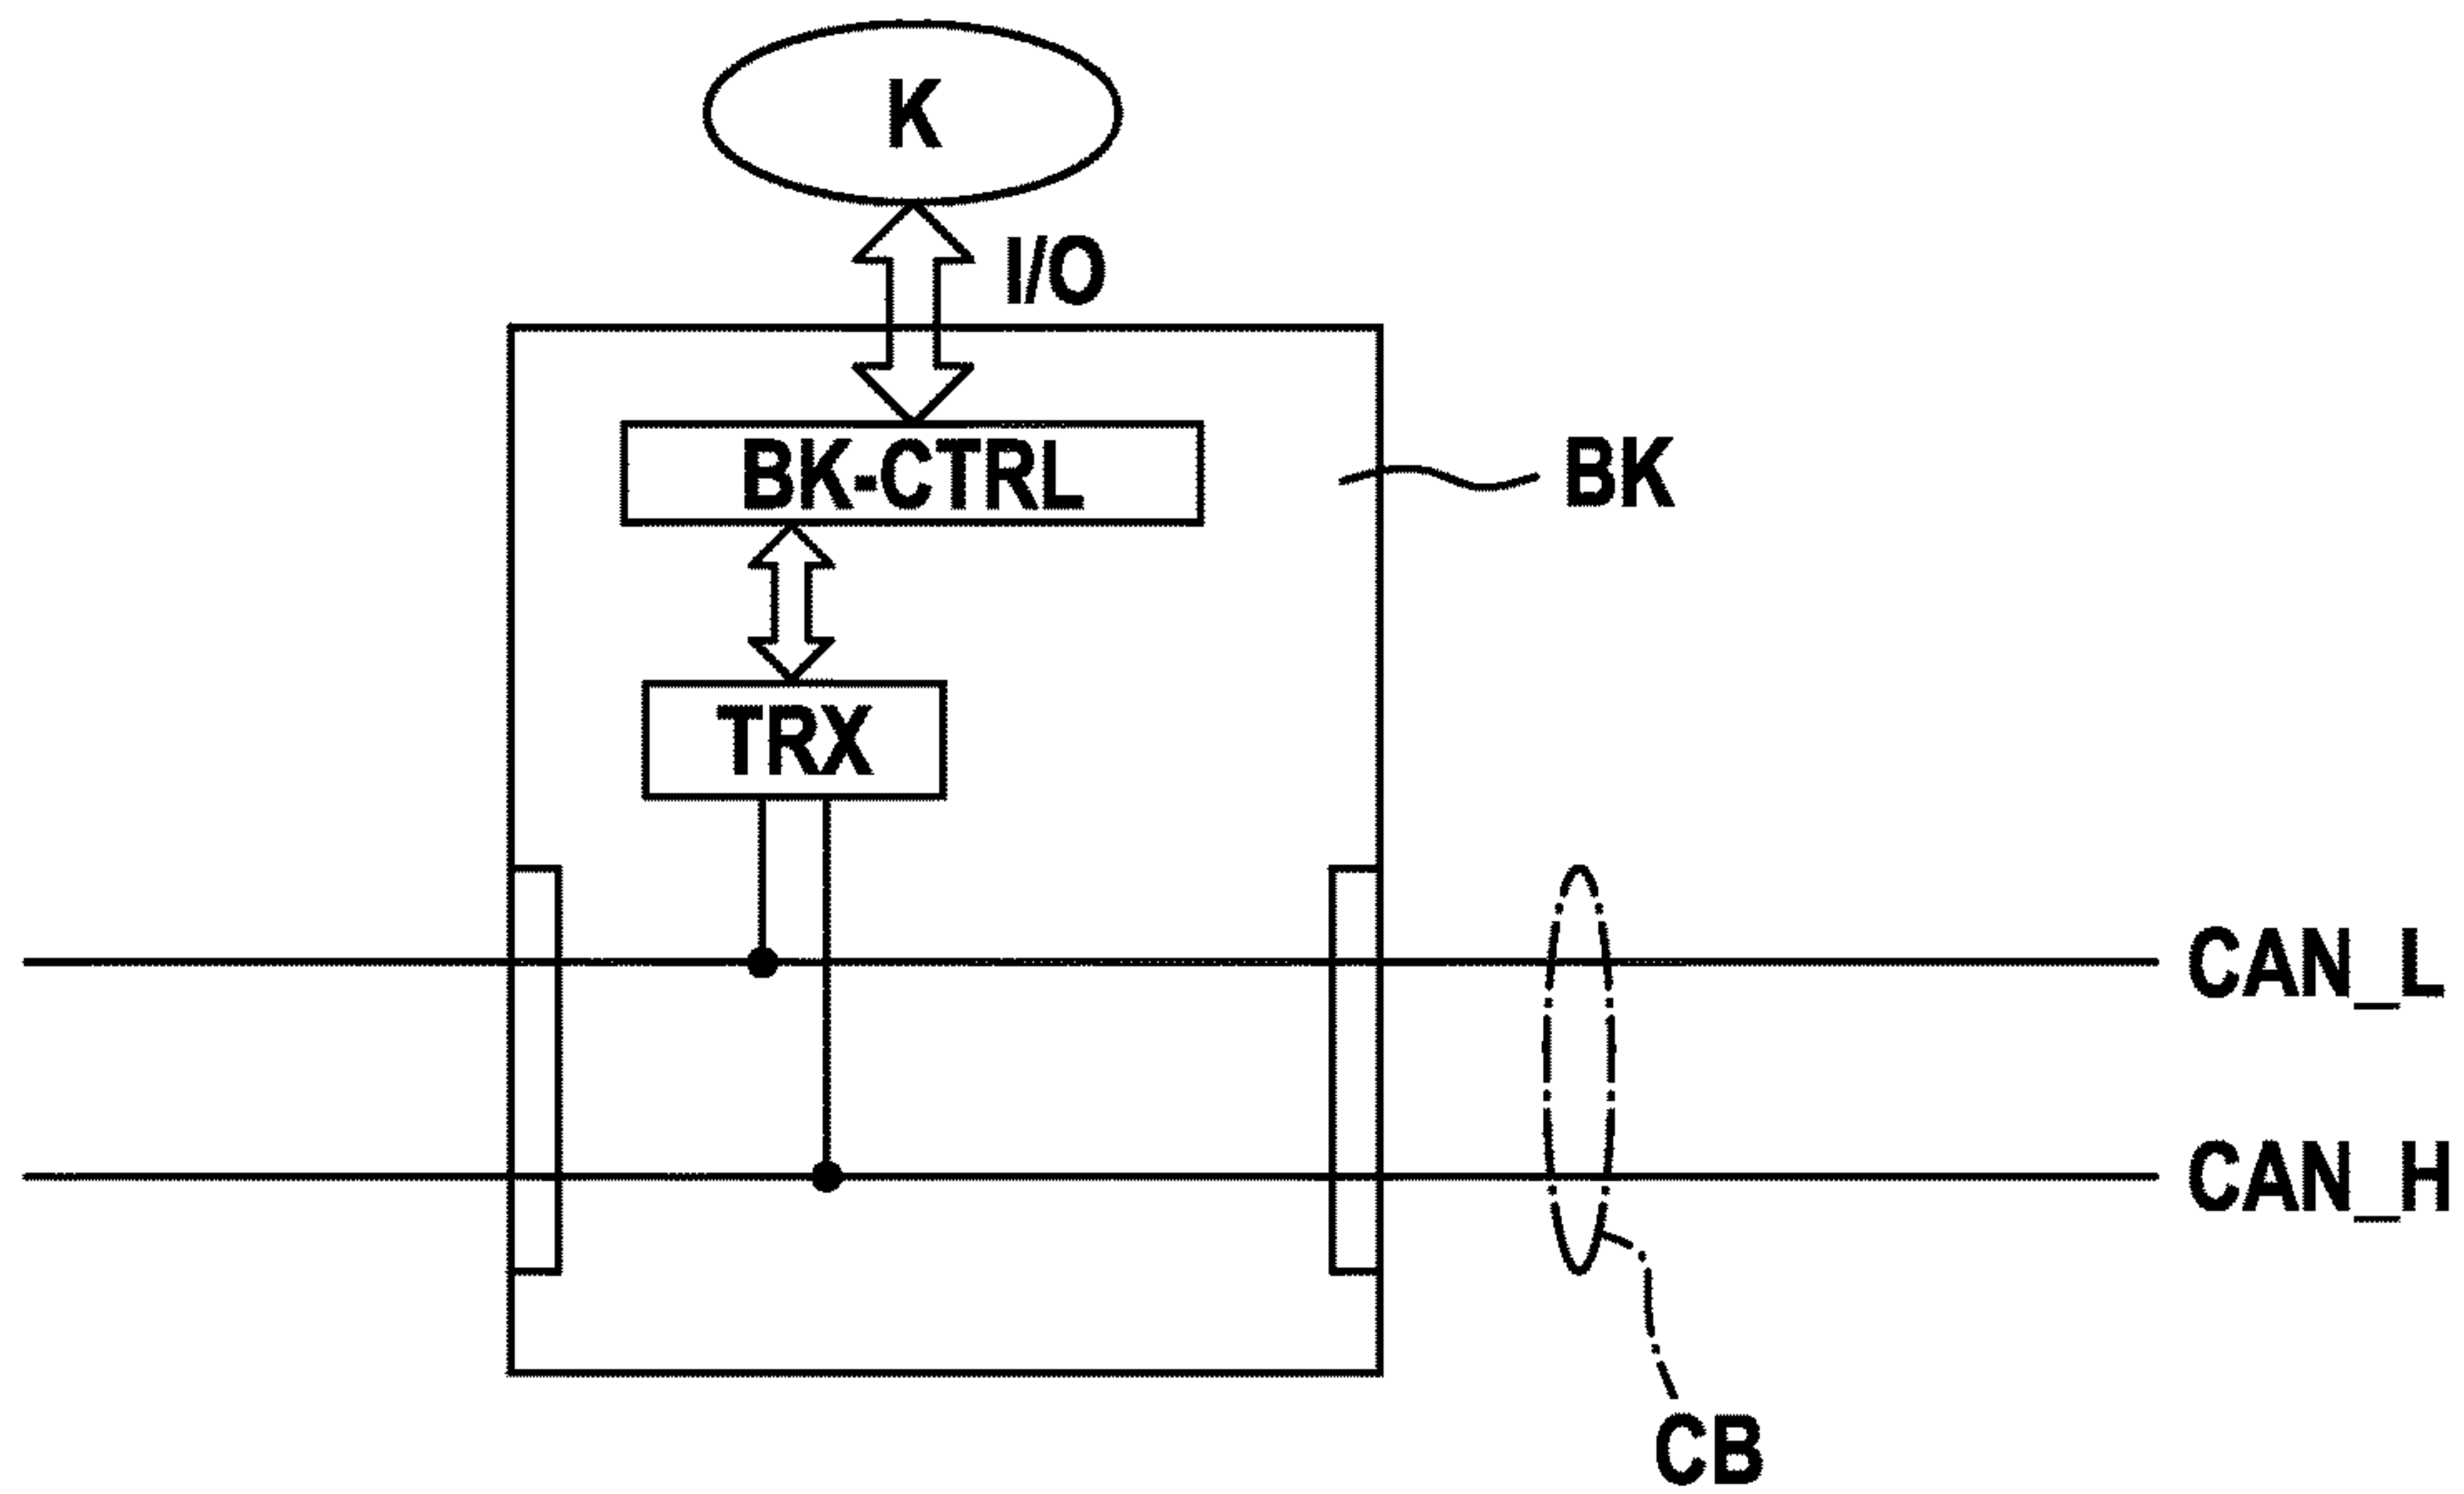 K
I/O
BK-CTRL
BK
TRX
CAN_L
CAN_H
CB